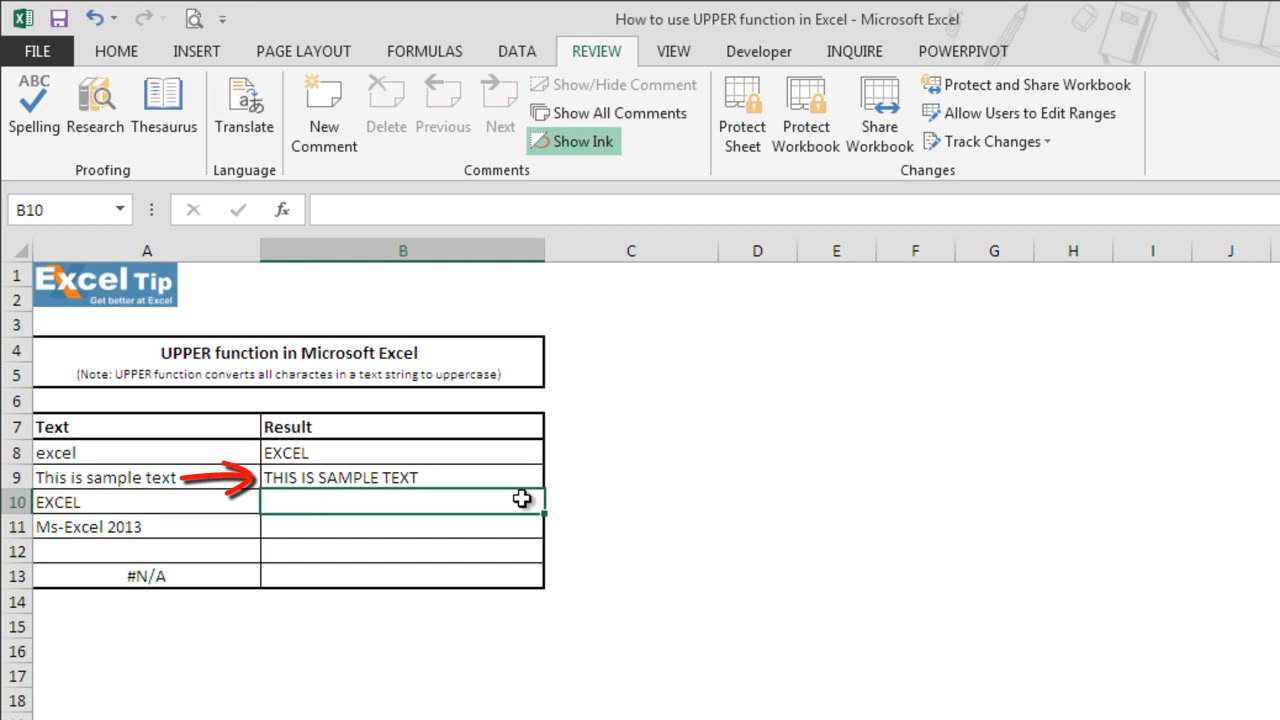 How to use UPPER function in Excel - Microsoft Excel
FILE HOME INSERT PAGE LAYOUT FORMULAS DATA REVIEW VIEW Developer INQUIRE POWERPIVOT
ABC
Spelling Research Thesaurus
Proofing
Translate
Language
New Comment
Delete Previous Next
Show/Hide Comment
Show All Comments
Show Ink
Comments
Protect Sheet
Protect Workbook
Share Workbook
Protect and Share Workbook
Allow Users to Edit Ranges
Track Changes
Changes
B10 fx
A B C D E F G H I J
1 Excel Tip
2 Get better at Excel
3
4 UPPER function in Microsoft Excel
5 (Note: UPPER function converts all charactes in a text string to uppercase)
6
7 Text Result
8 excel EXCEL
9 This is sample text THIS IS SAMPLE TEXT
10 EXCEL
11 Ms-Excel 2013
12
13 #N/A
14
15
16
17
18